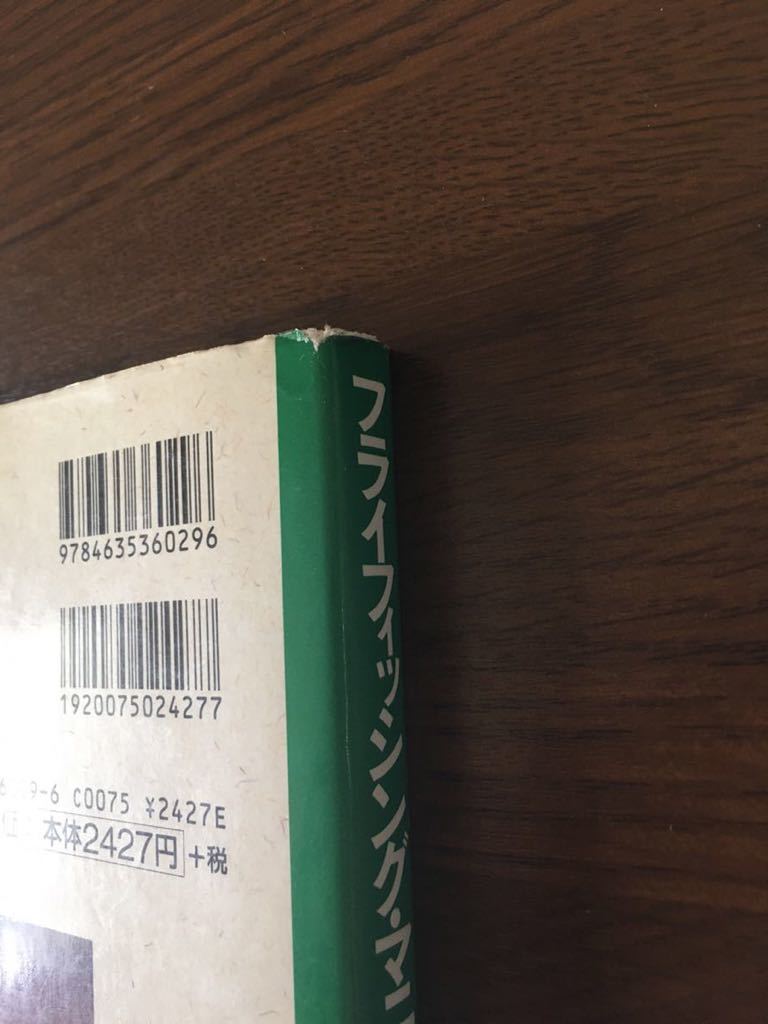 9784635360296
1920075024277
9-6 C0075 ¥2427E
本体2427円 +税
フライフィッシング・マニ